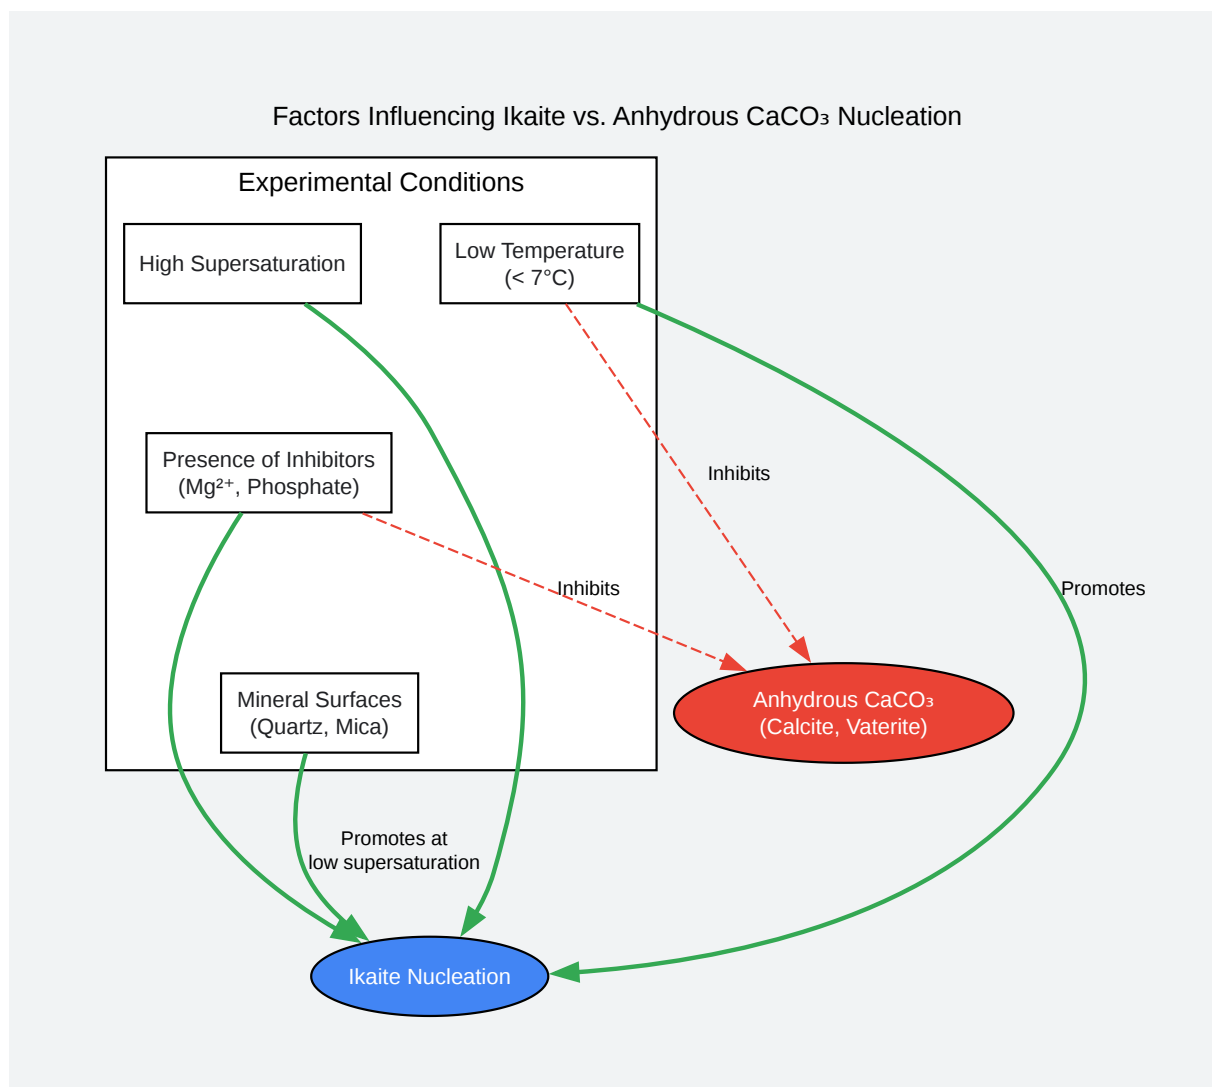 Factors Influencing Ikaite vs. Anhydrous CaCO₃ Nucleation
Experimental Conditions
High Supersaturation
Low Temperature
(< 7°C)
Presence of Inhibitors
(Mg²⁺, Phosphate)
Inhibits
Inhibits
Promotes
Mineral Surfaces
(Quartz, Mica)
Anhydrous CaCO₃
(Calcite, Vaterite)
Promotes at
low supersaturation
Ikaite Nucleation